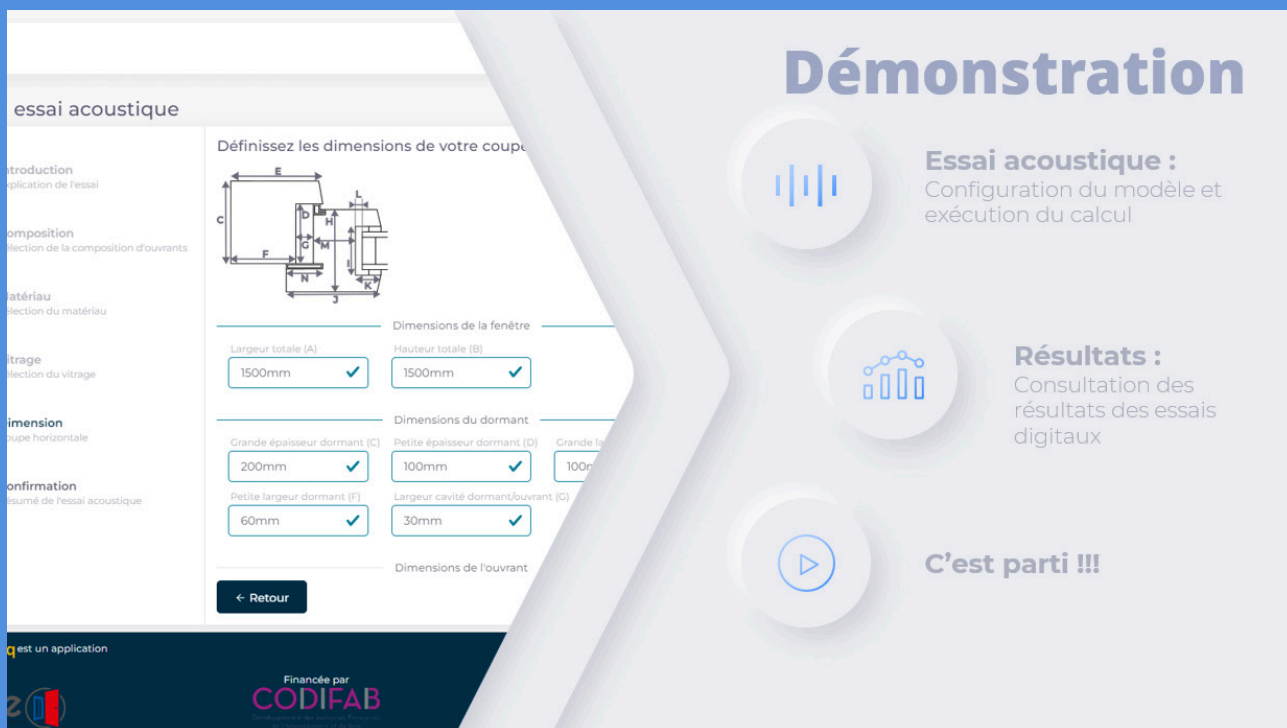 essai acoustique
ntroduction
xplication de l'essai
omposition
élection de la composition d'ouvrants
latériau
élection du matériau
itrage
élection du vitrage
imension
oupe horizontale
onfirmation
ésumé de l'essai acoustique
Définissez les dimensions de votre coupe
E
L
C
D
H
G
M
F
I
N
K
J
Dimensions de la fenêtre
Largeur totale (A)
Hauteur totale (B)
1500mm
1500mm
Dimensions du dormant
Grande épaisseur dormant (C)
Petite épaisseur dormant (D)
Grande la
200mm
100mm
100m
Petite largeur dormant (F)
Largeur cavité dormant/ouvrant (G)
60mm
30mm
Dimensions de l'ouvrant
← Retour
q est un application
Financée par
CODIFAB
Démonstration
Essai acoustique :
Configuration du modèle et
exécution du calcul
Résultats :
Consultation des
résultats des essais
digitaux
C'est parti !!!